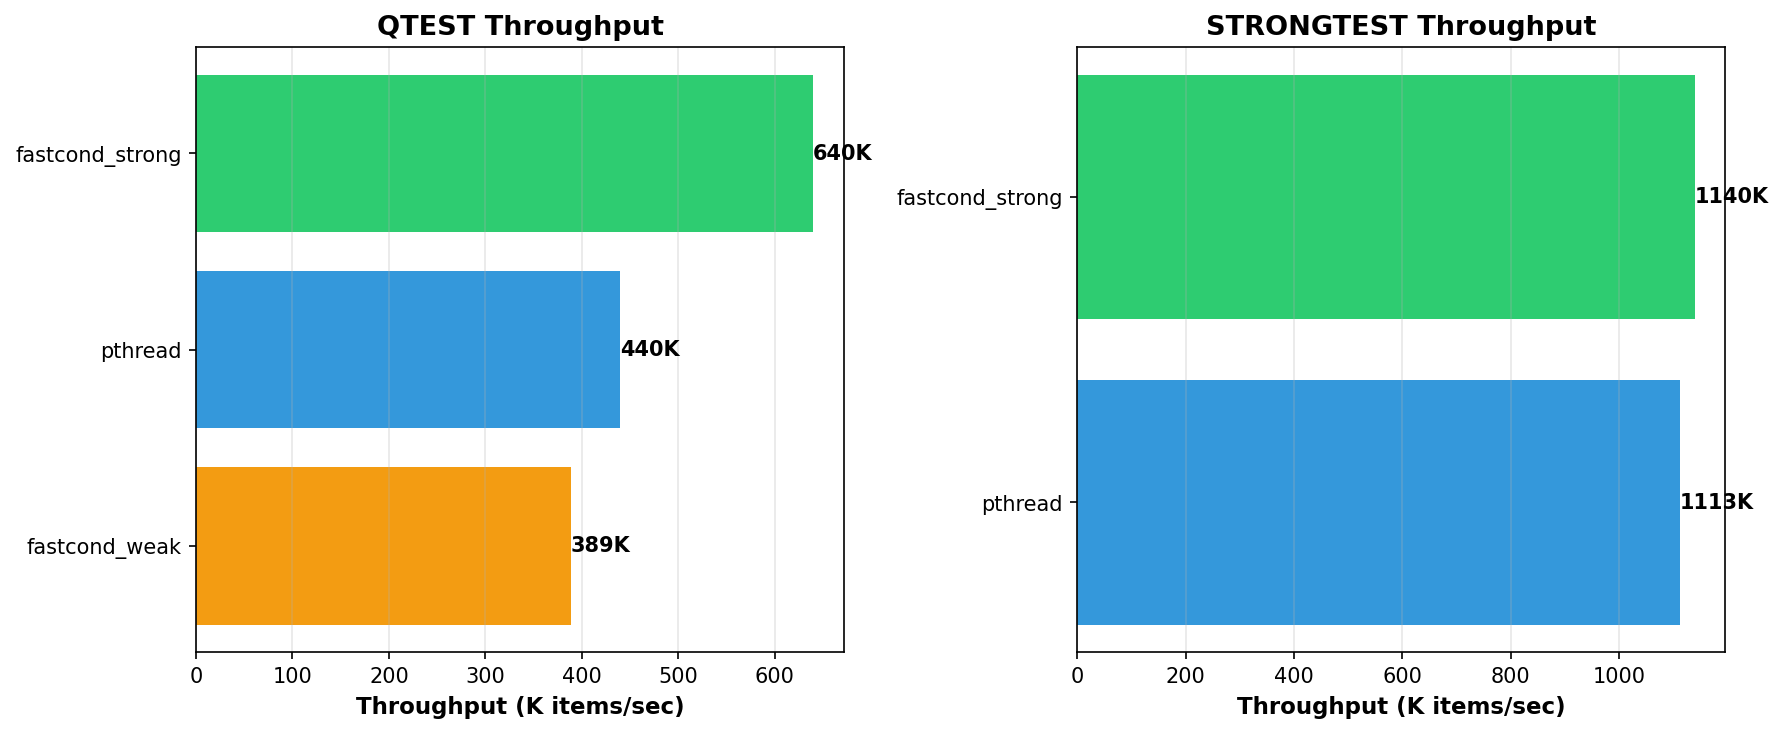 QTEST Throughput
fastcond_strong
640K
pthread
440K
fastcond_weak
389K
0 100 200 300 400 500 600
Throughput (K items/sec)
STRONGTEST Throughput
fastcond_strong
1140K
pthread
1113K
0 200 400 600 800 1000
Throughput (K items/sec)